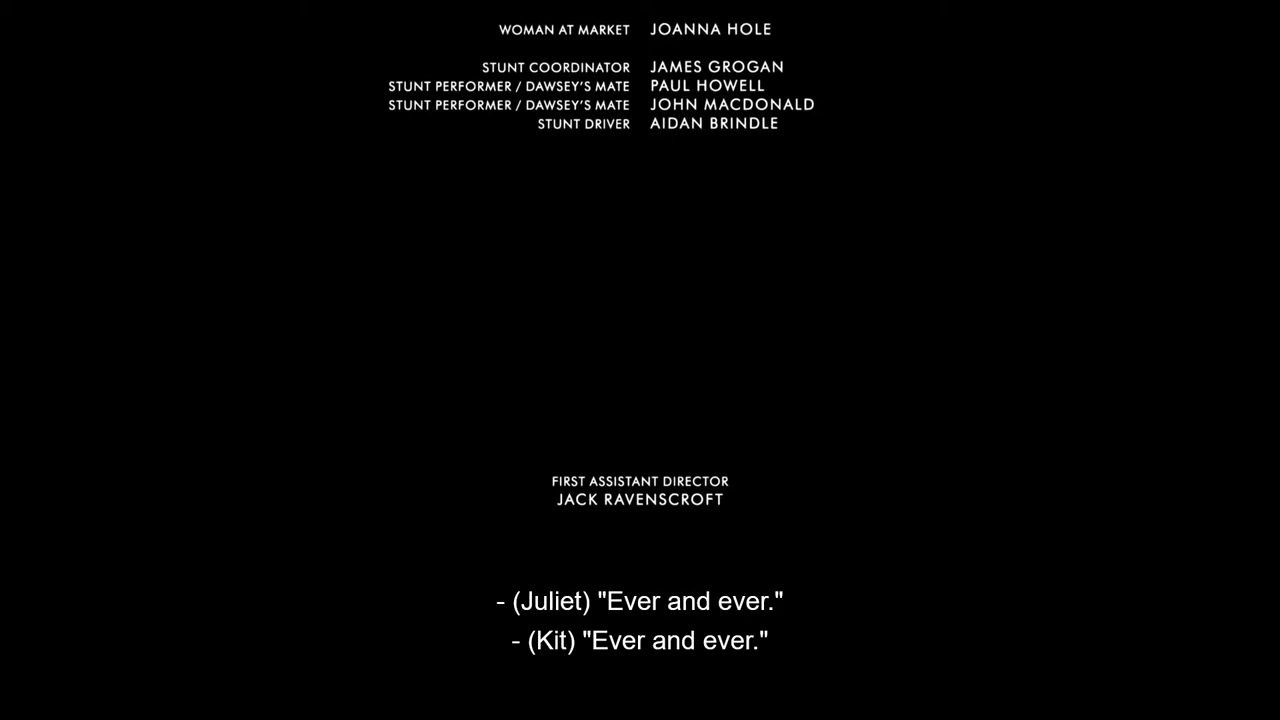 WOMAN AT MARKET JOANNA HOLE
STUNT COORDINATOR JAMES GROGAN
STUNT PERFORMER / DAWSEY'S MATE PAUL HOWELL
STUNT PERFORMER / DAWSEY'S MATE JOHN MACDONALD
STUNT DRIVER AIDAN BRINDLE
FIRST ASSISTANT DIRECTOR
JACK RAVENSCROFT
- (Juliet) "Ever and ever."
- (Kit) "Ever and ever."